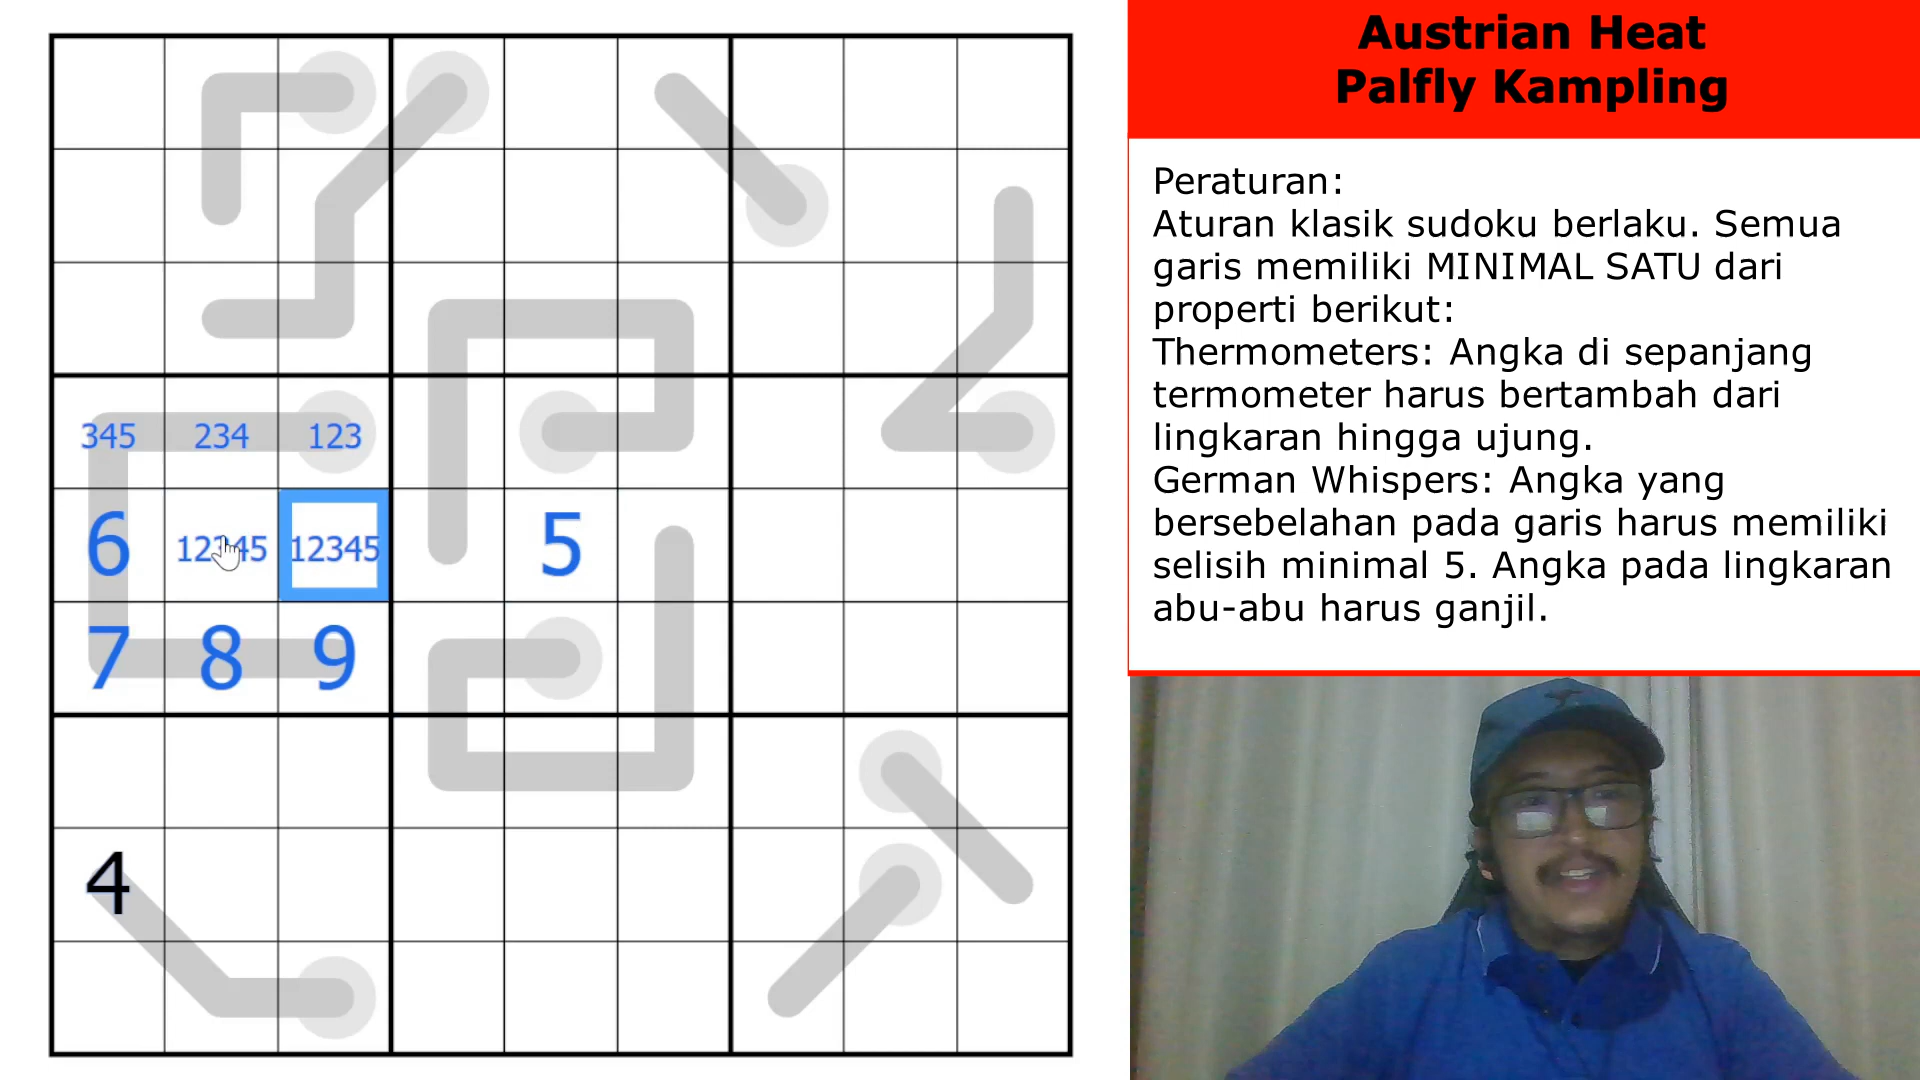 Austrian Heat
Palfly Kampling
Peraturan:
Aturan klasik sudoku berlaku. Semua
garis memiliki MINIMAL SATU dari
properti berikut:
Thermometers: Angka di sepanjang
termometer harus bertambah dari
lingkaran hingga ujung.
German Whispers: Angka yang
bersebelahan pada garis harus memiliki
selisih minimal 5. Angka pada lingkaran
abu-abu harus ganjil.
345 234 123
6 12345 12345 5
7 8 9
4